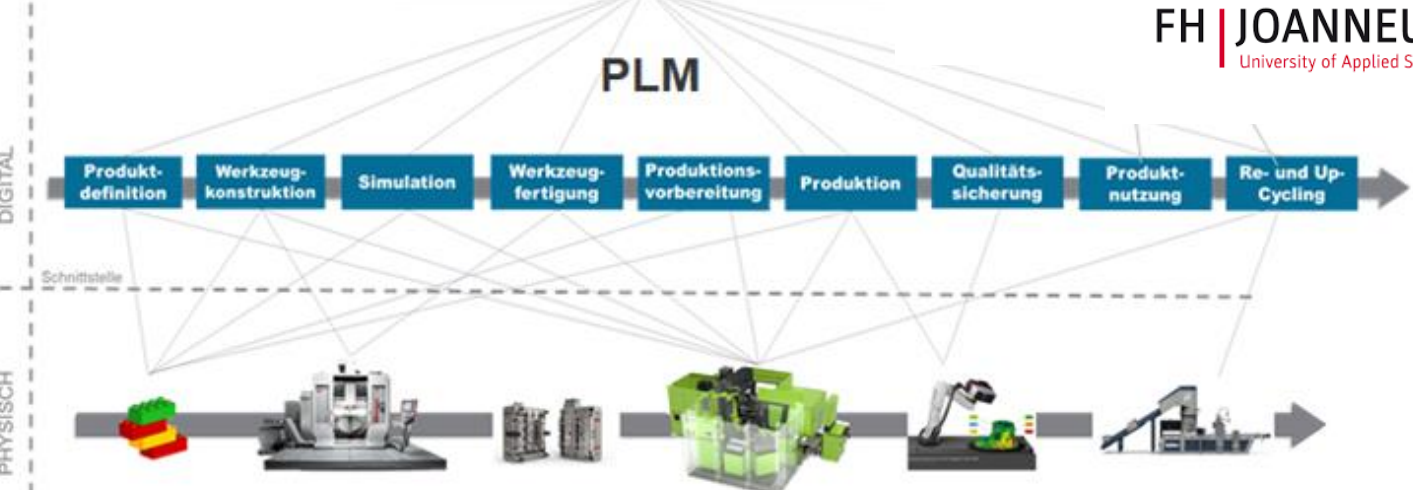 FH | JOANNEU
University of Applied S
PLM
DIGITAL
Produkt-
definition
Werkzeug-
konstruktion
Simulation
Werkzeug-
fertigung
Produktions-
vorbereitung
Produktion
Qualitäts-
sicherung
Produkt-
nutzung
Re- und Up-
Cycling
Schnittstelle
PHYSISCH